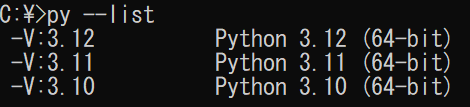 C:¥>py --list
 -V:3.12          Python 3.12 (64-bit)
 -V:3.11          Python 3.11 (64-bit)
 -V:3.10          Python 3.10 (64-bit)